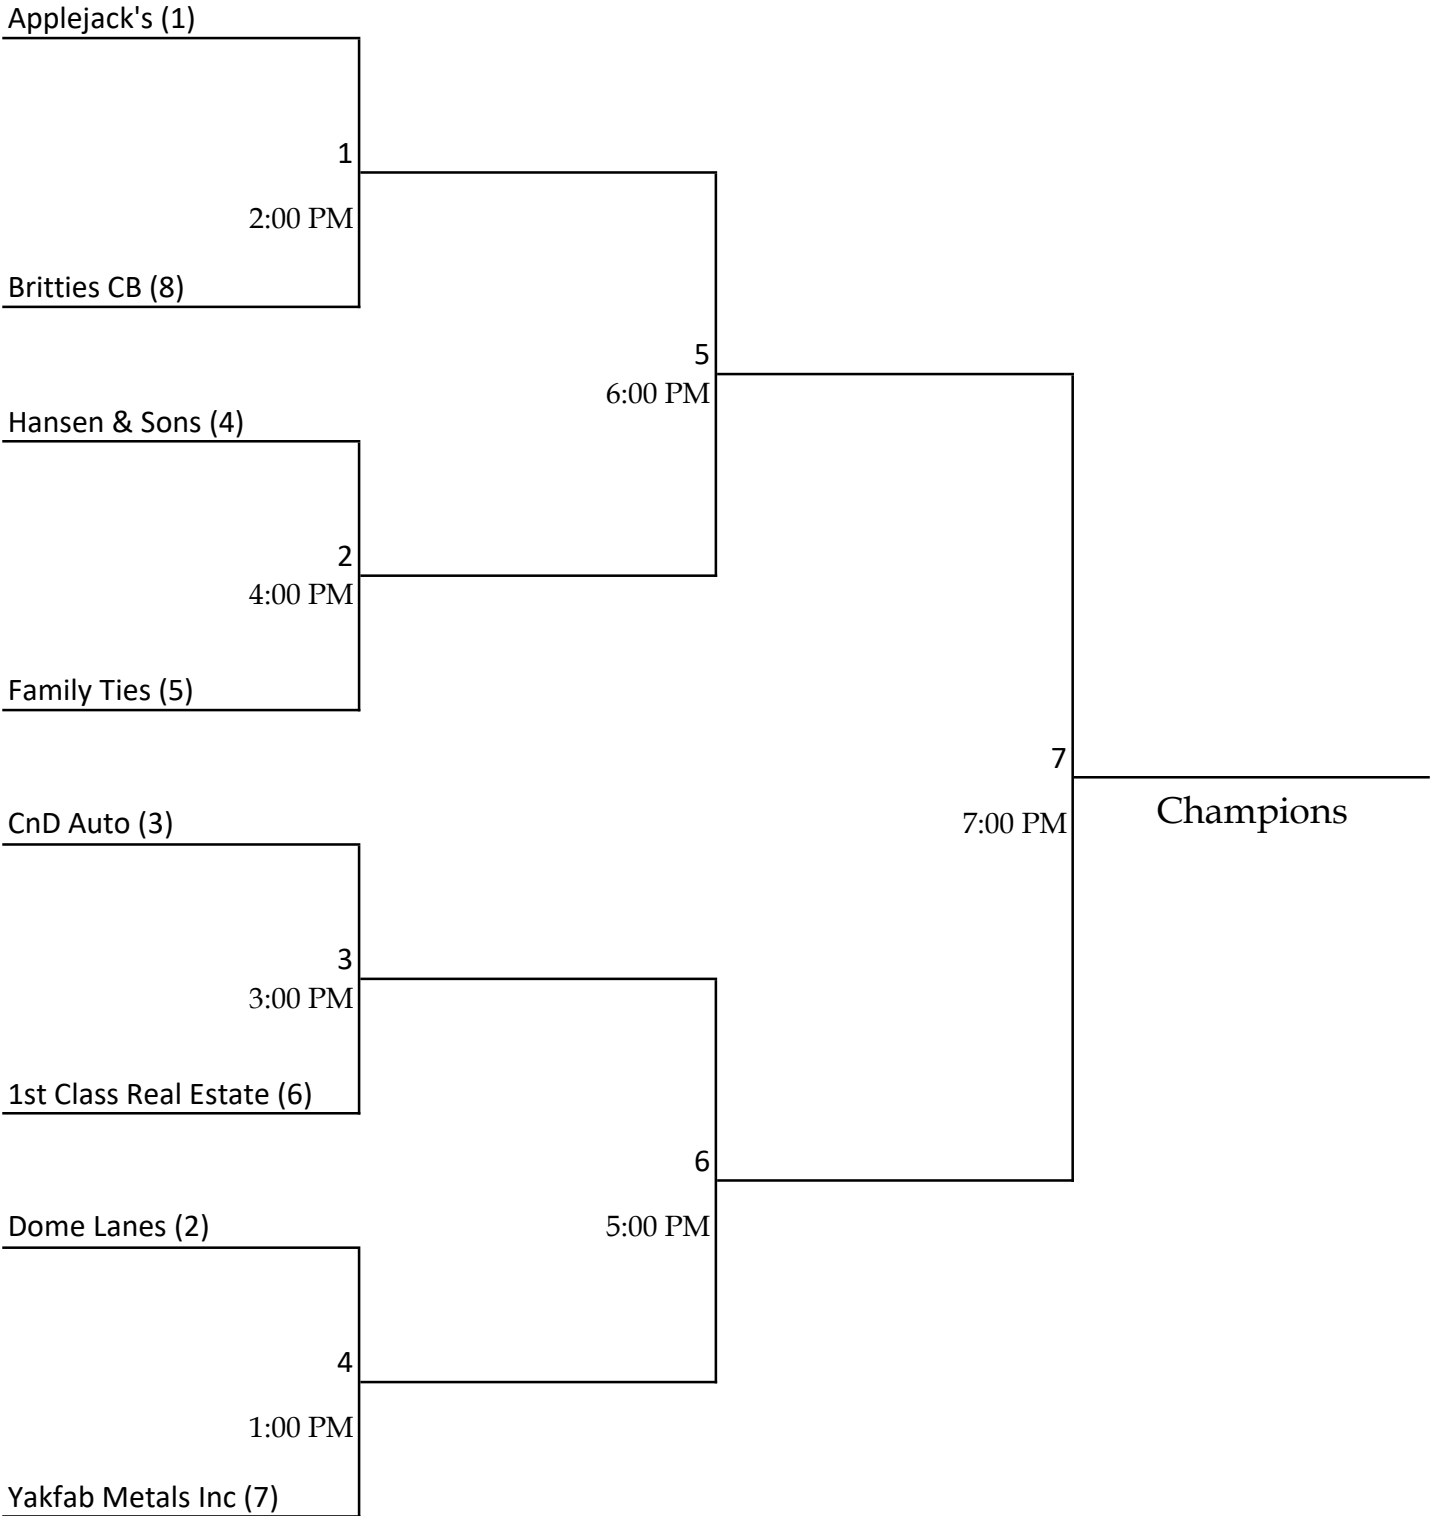 Applejack's (1)
1
2:00 PM
Britties CB (8)
5
6:00 PM
Hansen & Sons (4)
2
4:00 PM
Family Ties (5)
7
7:00 PM
Champions
CnD Auto (3)
3
3:00 PM
1st Class Real Estate (6)
6
5:00 PM
Dome Lanes (2)
4
1:00 PM
Yakfab Metals Inc (7)